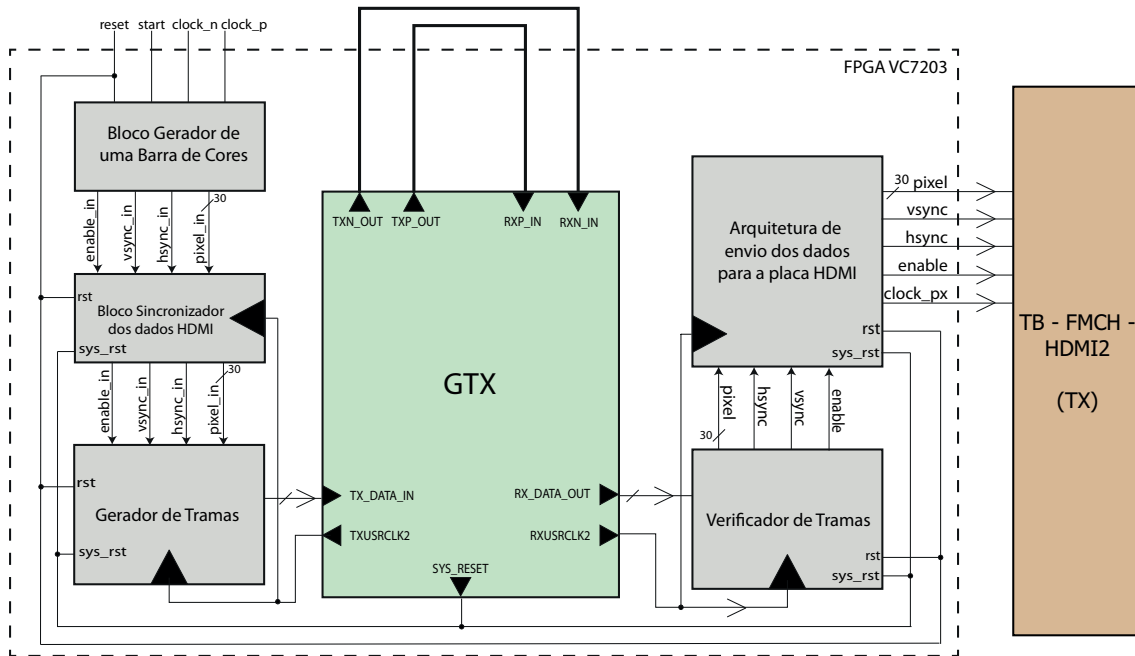 reset start clock_n clock_p
FPGA VC7203
Bloco Gerador de
uma Barra de Cores
enable_in
vsync_in
hsync_in
pixel_in
30
rst
Bloco Sincronizador
dos dados HDMI
sys_rst
enable_in
vsync_in
hsync_in
pixel_in
30
rst
Gerador de Tramas
sys_rst
TXN_OUT TXP_OUT RXP_IN RXN_IN
GTX
TX_DATA_IN
RX_DATA_OUT
TXUSRCLK2
RXUSRCLK2
SYS_RESET
Arquitetura de
envio dos dados
para a placa HDMI
30 pixel
vsync
hsync
enable
clock_px
rst
sys_rst
pixel
hsync
vsync
enable
30
Verificador de Tramas
rst
sys_rst
TB - FMCH -
HDMI2
(TX)